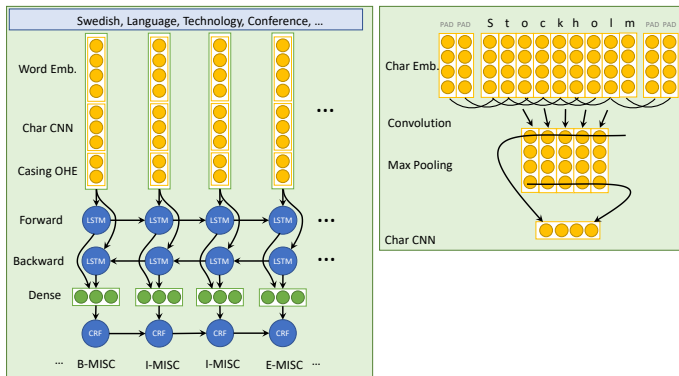 Swedish, Language, Technology, Conference, ...
Word Emb.
Char CNN
...
Casing OHE
Forward
LSTM LSTM LSTM LSTM ...
Backward
LSTM LSTM LSTM LSTM ...
Dense
CRF CRF CRF CRF
... B-MISC I-MISC I-MISC E-MISC ...
PAD PAD S t o c k h o l m PAD PAD
Char Emb.
Convolution
Max Pooling
Char CNN